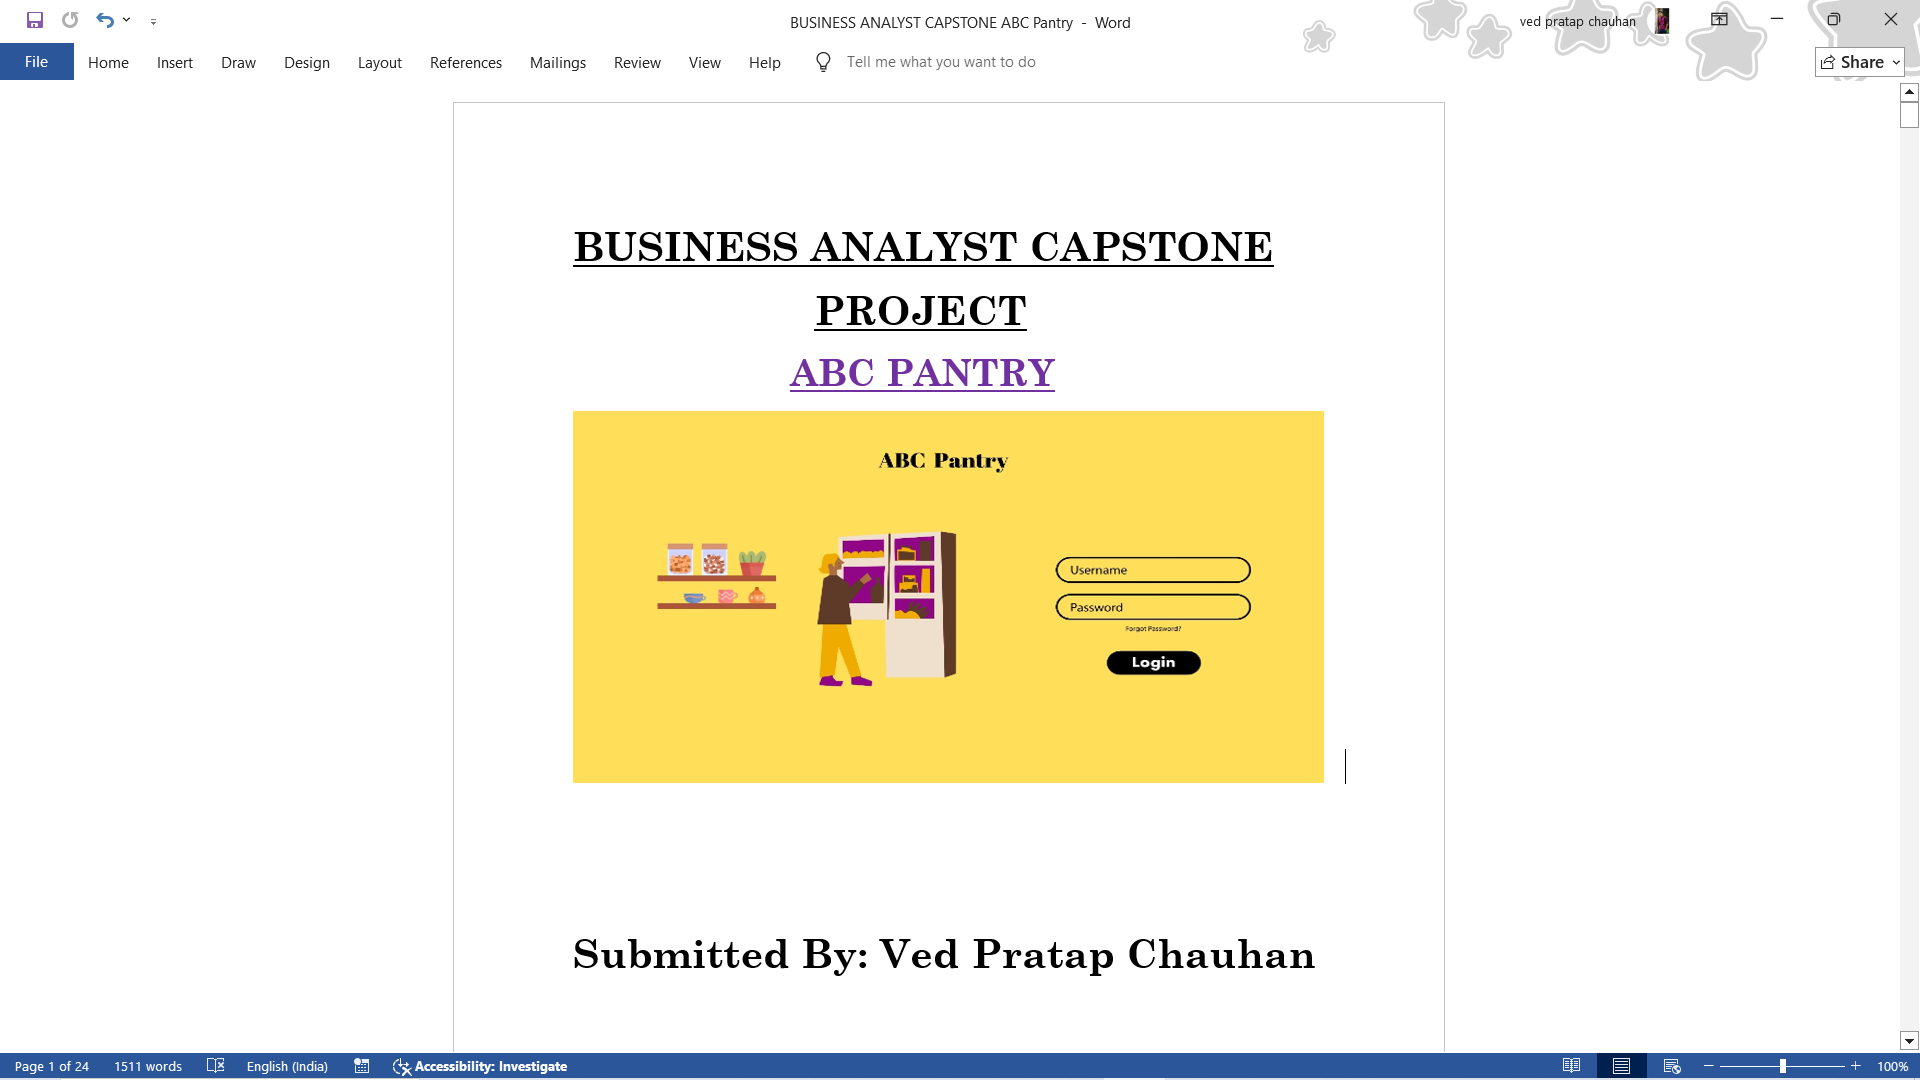 BUSINESS ANALYST CAPSTONE ABC Pantry - Word
ved pratap chauhan
File Home Insert Draw Design Layout References Mailings Review View Help Tell me what you want to do
Share
BUSINESS ANALYST CAPSTONE
PROJECT
ABC PANTRY
ABC Pantry
Username
Password
Forgot Password?
Login
Submitted By: Ved Pratap Chauhan
Page 1 of 24 1511 words English (India) Accessibility: Investigate 100%